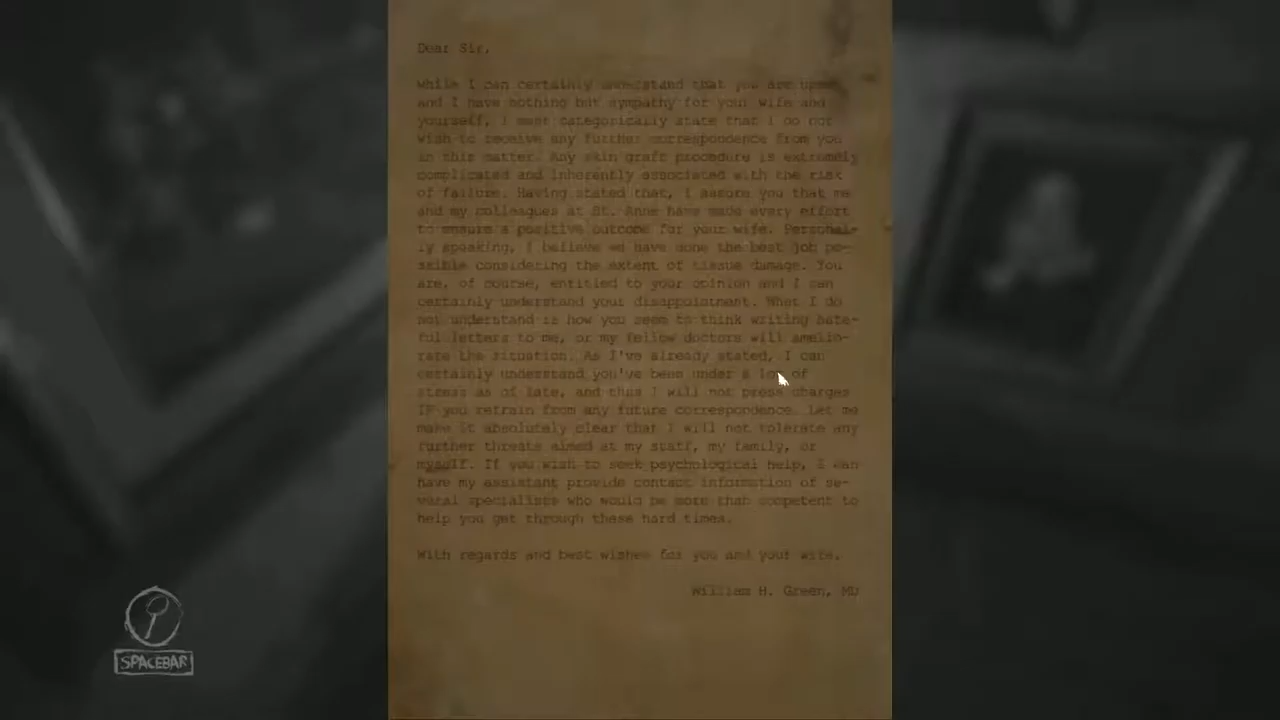 Dear Sir,
While I can certainly understand that you are upset
and I have nothing but sympathy for your wife and
yourself, I must categorically state that I do not
wish to receive any further correspondence from you
in this matter. Any skin graft procedure is extremely
complicated and inherently associated with the risk
of failure. Having stated that, I assure you that me
and my colleagues at St. Anne have made every effort
to ensure a positive outcome for your wife. Personal-
ly speaking, I believe we have done the best job po-
ssible considering the extent of tissue damage. You
are, of course, entitled to your opinion and I can
certainly understand your disappointment. What I do
not understand is how you seem to think writing hate-
ful letters to me, or my fellow doctors will amelio-
rate the situation. As I've already stated, I can
certainly understand you've been under a lot of
stress as of late, and thus I will not press charges
IF you refrain from any future correspondence. Let me
make it absolutely clear that I will not tolerate any
further threats aimed at my staff, my family, or
myself. If you wish to seek psychological help, I can
have my assistant provide contact information of se-
veral specialists who would be more than competent to
help you get through these hard times.
With regards and best wishes for you and your wife.
William H. Green, MD
SPACEBAR